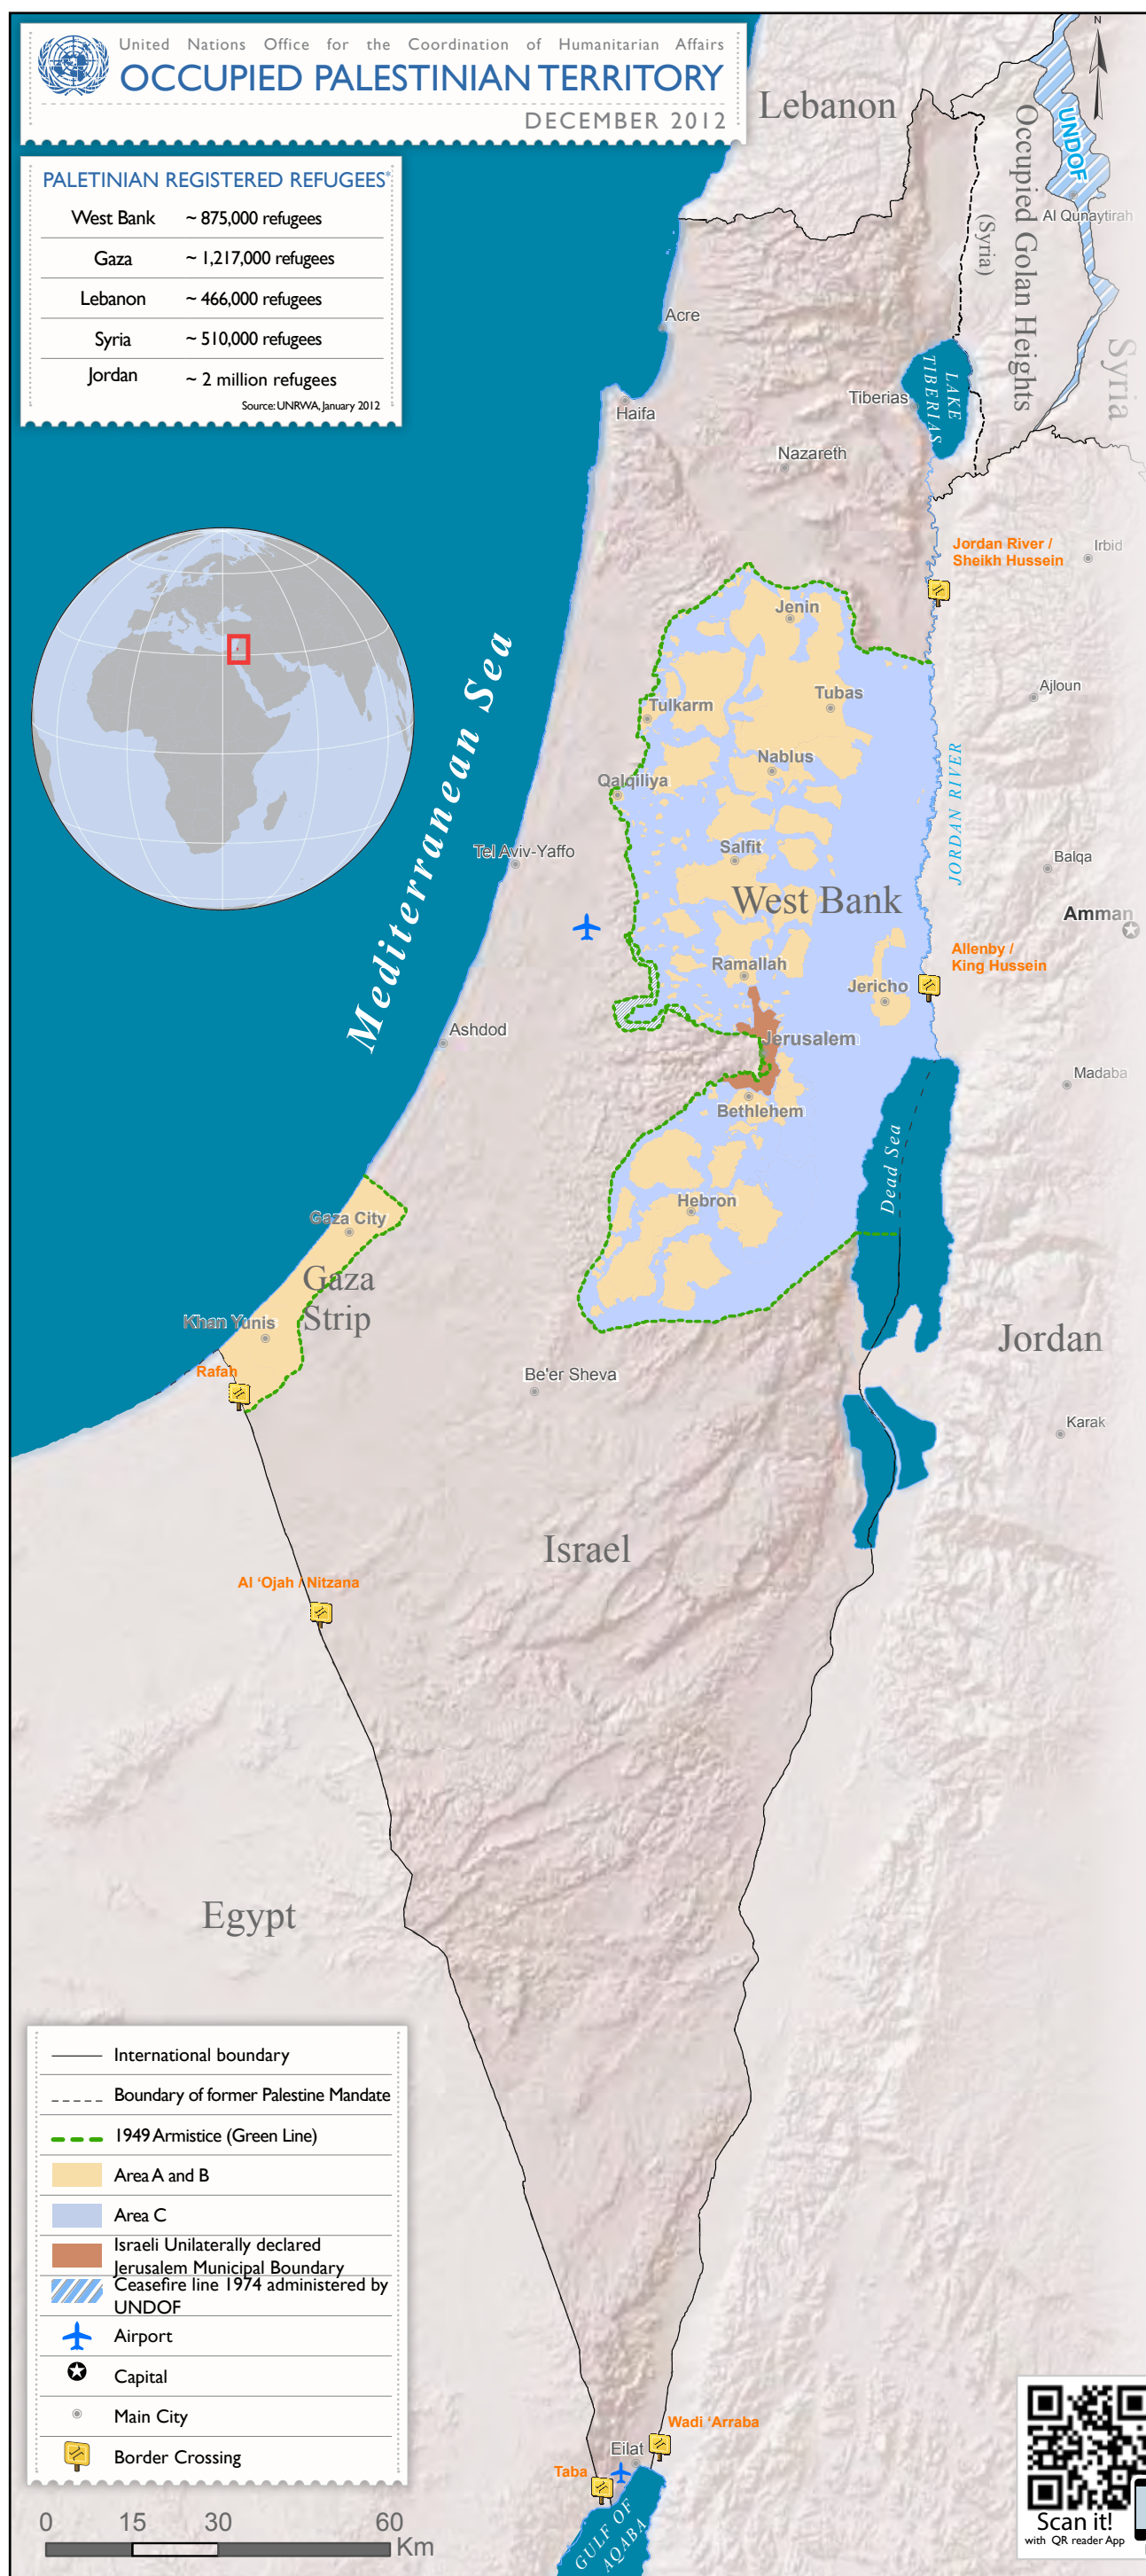 United Nations Office for the Coordination of Humanitarian Affairs
OCCUPIED PALESTINIAN TERRITORY
DECEMBER 2012
PALETINIAN REGISTERED REFUGEES*
West Bank ~ 875,000 refugees
Gaza ~ 1,217,000 refugees
Lebanon ~ 466,000 refugees
Syria ~ 510,000 refugees
Jordan ~ 2 million refugees
Source: UNRWA, January 2012
N
Lebanon
UNDOF
Occupied Golan Heights
(Syria)
Al Qunaytirah
Syria
Acre
LAKE
TIBERIAS
Tiberias
Haifa
Nazareth
Jordan River /
Sheikh Hussein
Irbid
Jenin
Ajloun
Tubas
Tulkarm
Nablus
Qalqiliya
JORDAN RIVER
Mediterranean Sea
Tel Aviv-Yaffo
Salfit
Balqa
West Bank
Amman
Allenby /
King Hussein
Ramallah
Jericho
Ashdod
Jerusalem
Madaba
Bethlehem
Dead Sea
Hebron
Gaza City
Gaza
Strip
Khan Yunis
Rafah
Jordan
Be'er Sheva
Karak
Israel
Al ‘Ojah / Nitzana
Egypt
International boundary
Boundary of former Palestine Mandate
1949 Armistice (Green Line)
Area A and B
Area C
Israeli Unilaterally declared
Jerusalem Municipal Boundary
Ceasefire line 1974 administered by
UNDOF
Airport
Capital
Main City
Border Crossing
Wadi ‘Arraba
Eilat
Taba
GULF OF
AQABA
0 15 30 60
Km
Scan it!
with QR reader App